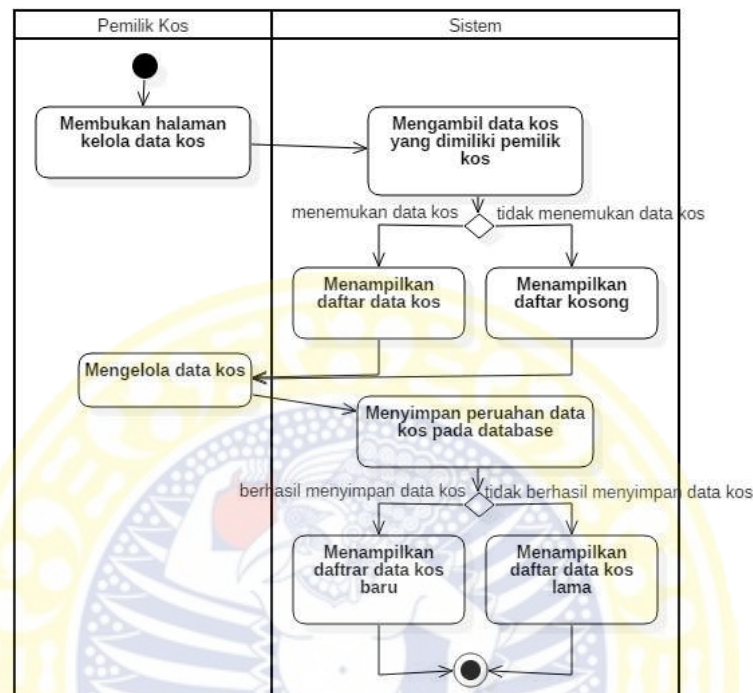 Pemilik Kos
Sistem
Membukan halaman
kelola data kos
Mengambil data kos
yang dimiliki pemilik
kos
menemukan data kos
tidak menemukan data kos
Menampilkan
daftar data kos
Menampilkan
daftar kosong
Mengelola data kos
Menyimpan peruahan data
kos pada database
berhasil menyimpan data kos
tidak berhasil menyimpan data kos
Menampilkan
daftrar data kos
baru
Menampilkan
daftar data kos
lama